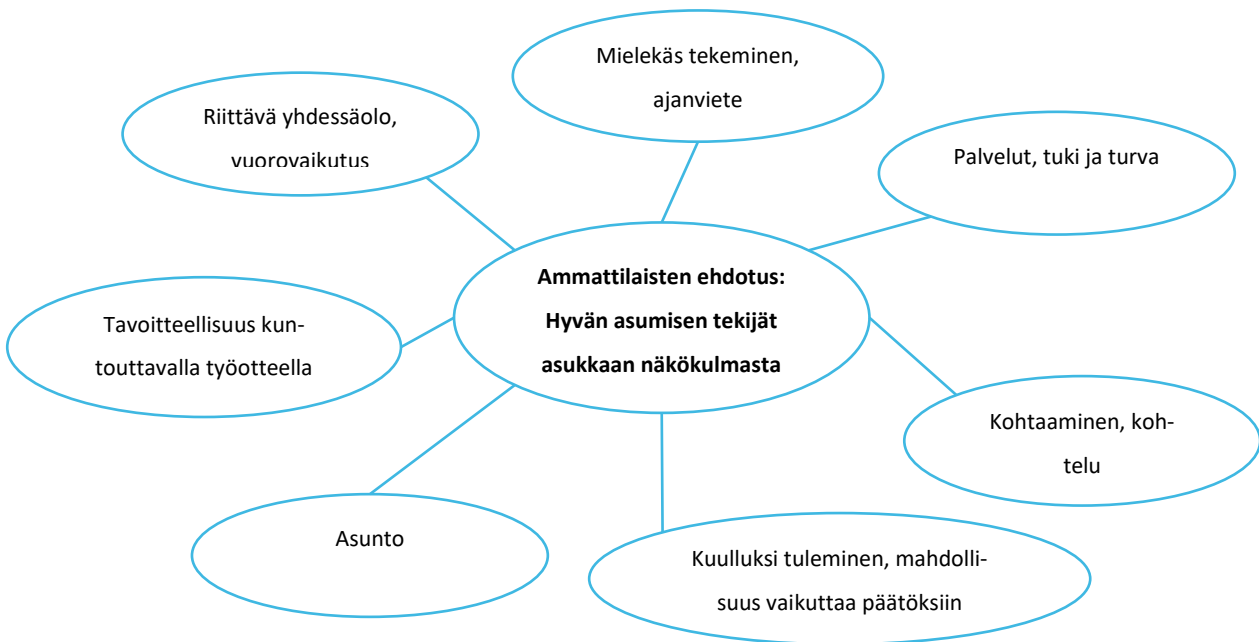 Mielekäs tekeminen,
ajanviete
Riittävä yhdessäolo,
vuorovaikutus
Palvelut, tuki ja turva
Ammattilaisten ehdotus:
Hyvän asumisen tekijät
asukkaan näkökulmasta
Tavoitteellisuus kun-
touttavalla työotteella
Kohtaaminen, koh-
telu
Asunto
Kuulluksi tuleminen, mahdolli-
suus vaikuttaa päätöksiin